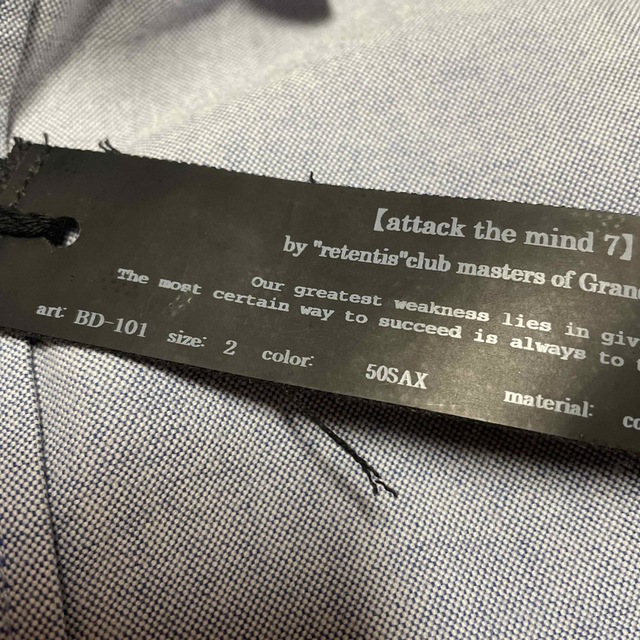 【attack the mind 7】
by "retentis"club masters of
Our greatest weakness lies in
The most certain way to succeed is always to
art: BD-101 size: 2 color: 50SAX material: